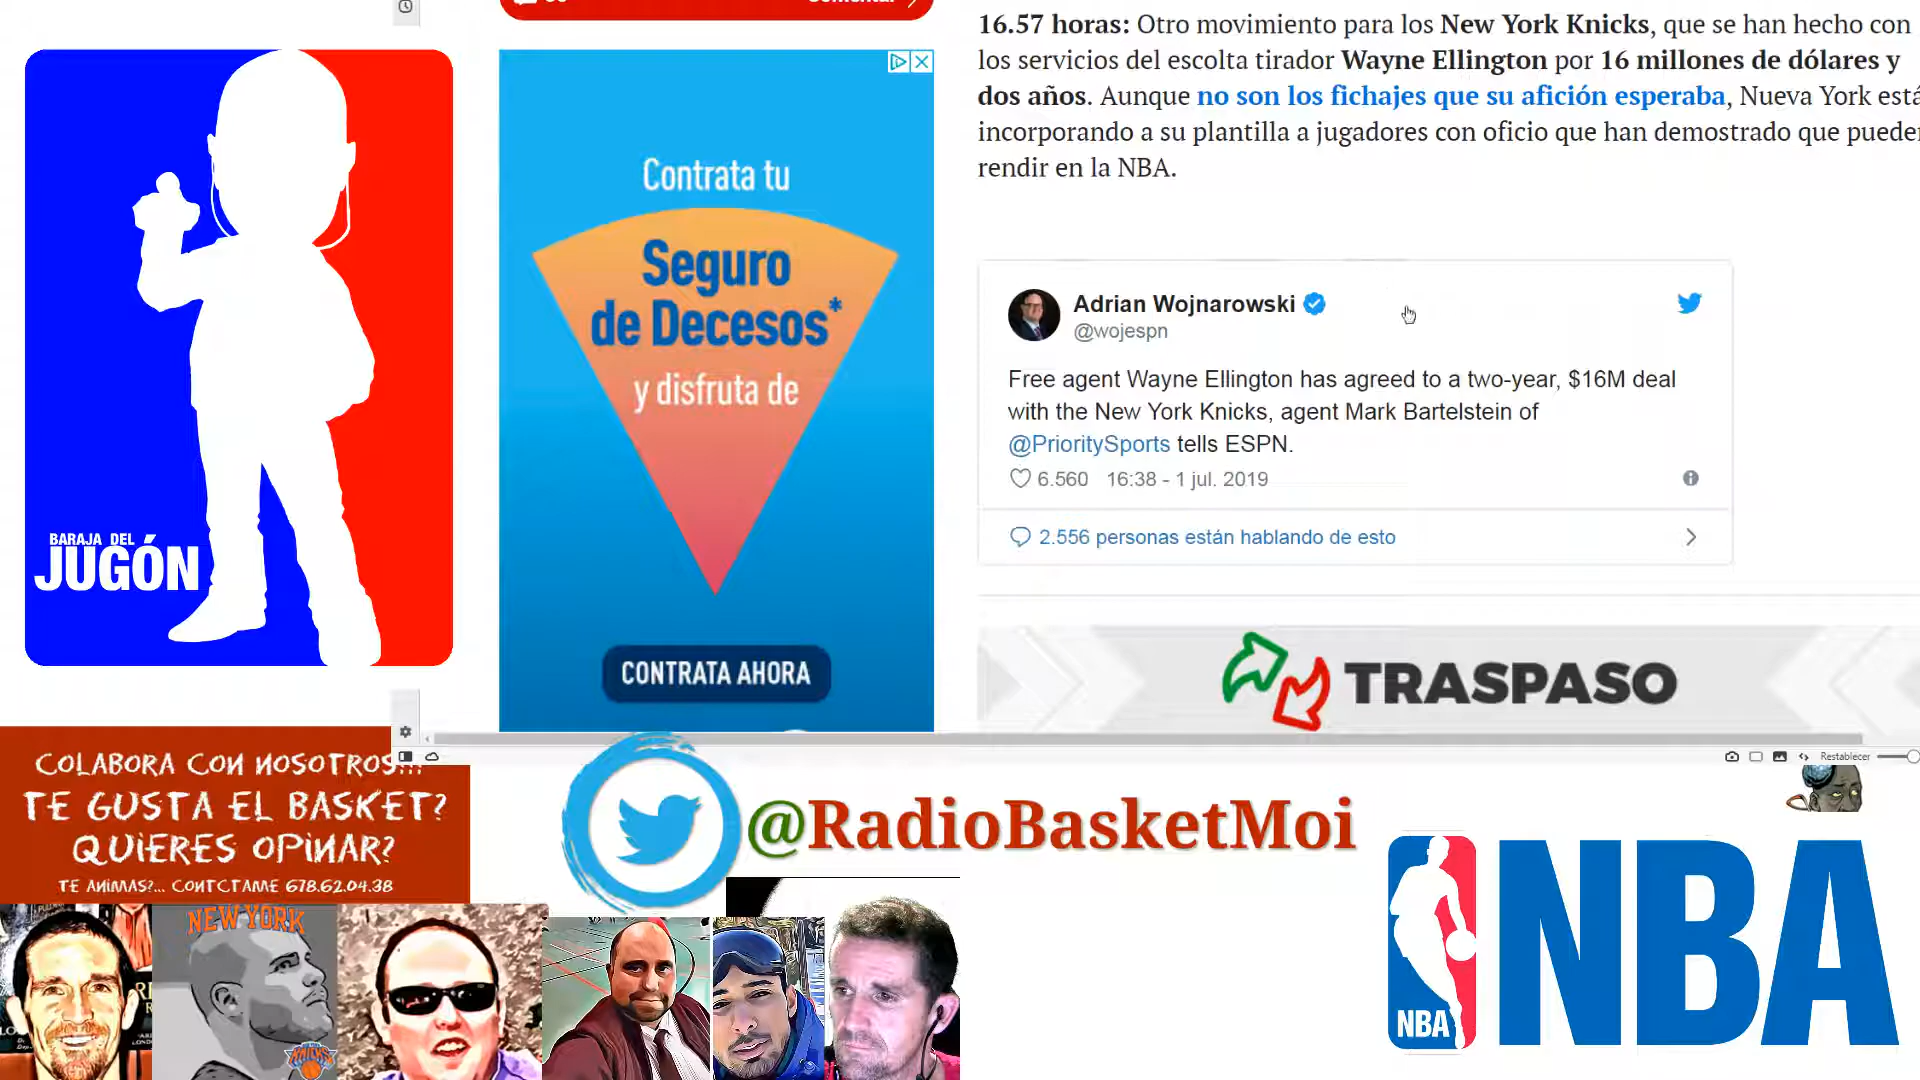 16.57 horas: Otro movimiento para los New York Knicks, que se han hecho con
los servicios del escolta tirador Wayne Ellington por 16 millones de dólares y
dos años. Aunque no son los fichajes que su afición esperaba, Nueva York está
incorporando a su plantilla a jugadores con oficio que han demostrado que puede
rendir en la NBA.
Contrata tu
Seguro
de Decesos*
y disfruta de
CONTRATA AHORA
Adrian Wojnarowski
@wojespn
Free agent Wayne Ellington has agreed to a two-year, $16M deal
with the New York Knicks, agent Mark Bartelstein of
@PrioritySports tells ESPN.
6.560 16:38 - 1 jul. 2019
2.556 personas están hablando de esto
TRASPASO
BARAJA DEL
JUGÓN
Restablecer
COLABORA CON NOSOTROS...
TE GUSTA EL BASKET?
QUIERES OPINAR?
TE ANIMAS?... CONTCTAME 678.62.04.38
@RadioBasketMoi
NEW YORK
KNICKS
NBA
NBA